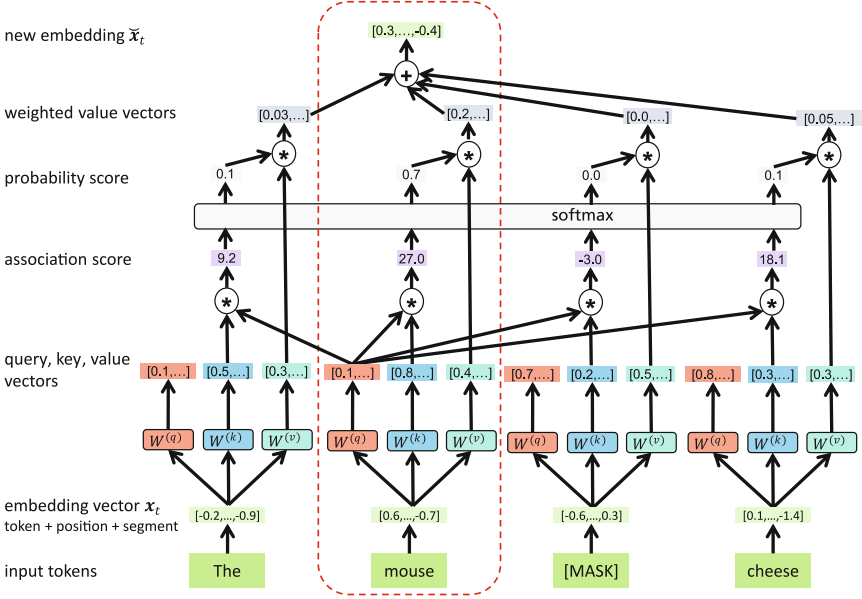 new embedding x̌ₜ
[0.3,...,-0.4]
+
weighted value vectors
[0.03,...]
[0.2,...]
[0.0,...]
[0.05,...]
*
*
*
*
probability score
0.1
0.7
0.0
0.1
softmax
association score
9.2
27.0
-3.0
18.1
*
*
*
*
query, key, value
vectors
[0.1,...]
[0.5,...]
[0.3,...]
[0.1,...]
[0.8,...]
[0.4,...]
[0.7,...]
[0.2,...]
[0.5,...]
[0.8,...]
[0.3,...]
[0.3,...]
W⁽q⁾
W⁽k⁾
W⁽v⁾
W⁽q⁾
W⁽k⁾
W⁽v⁾
W⁽q⁾
W⁽k⁾
W⁽v⁾
W⁽q⁾
W⁽k⁾
W⁽v⁾
embedding vector xₜ
token + position + segment
[-0.2,...,-0.9]
[0.6,...,-0.7]
[-0.6,...,0.3]
[0.1,...,-1.4]
input tokens
The
mouse
[MASK]
cheese